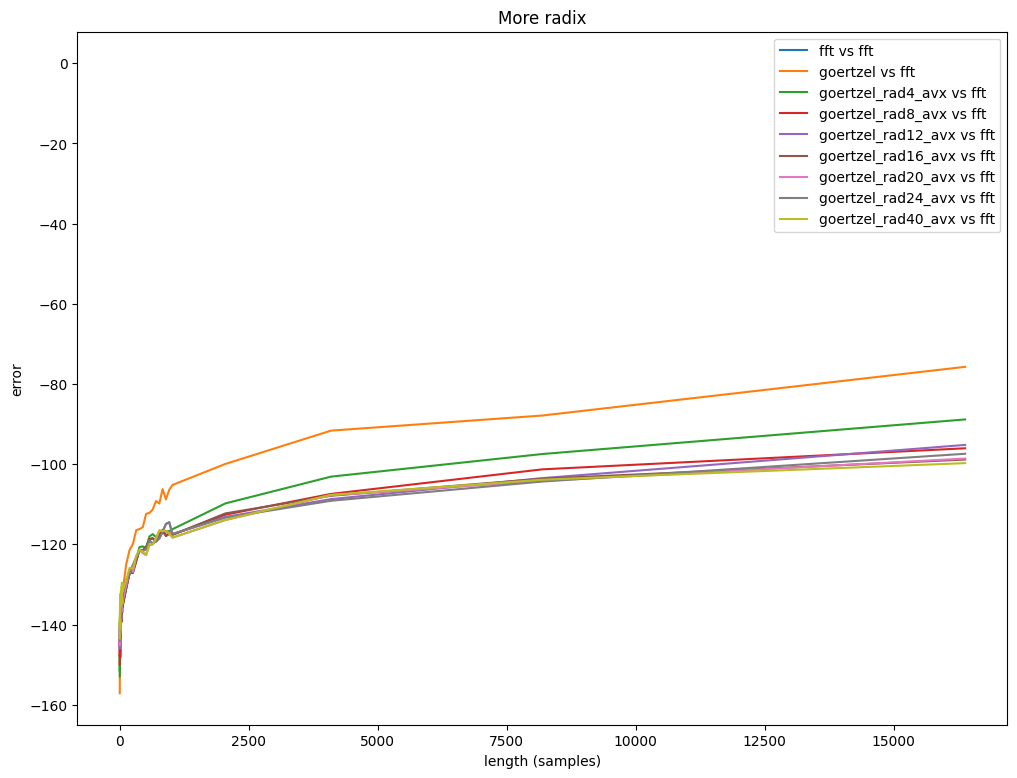 More radix
fft vs fft
goertzel vs fft
goertzel_rad4_avx vs fft
goertzel_rad8_avx vs fft
goertzel_rad12_avx vs fft
goertzel_rad16_avx vs fft
goertzel_rad20_avx vs fft
goertzel_rad24_avx vs fft
goertzel_rad40_avx vs fft
0
−20
−40
−60
−80
−100
−120
−140
−160
error
0 2500 5000 7500 10000 12500 15000
length (samples)